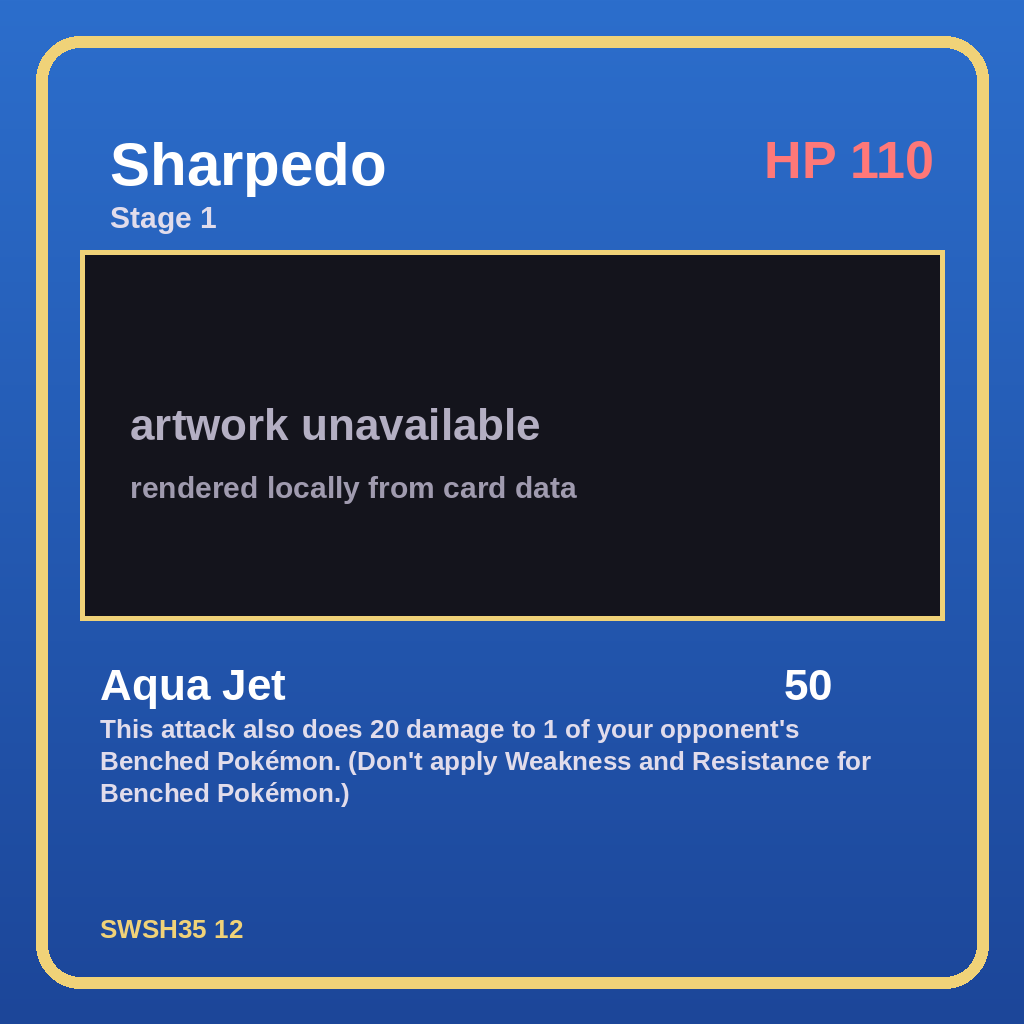 Sharpedo
HP 110
Stage 1
artwork unavailable
rendered locally from card data
Aqua Jet
50
This attack also does 20 damage to 1 of your opponent's
Benched Pokémon. (Don't apply Weakness and Resistance for
Benched Pokémon.)
SWSH35 12